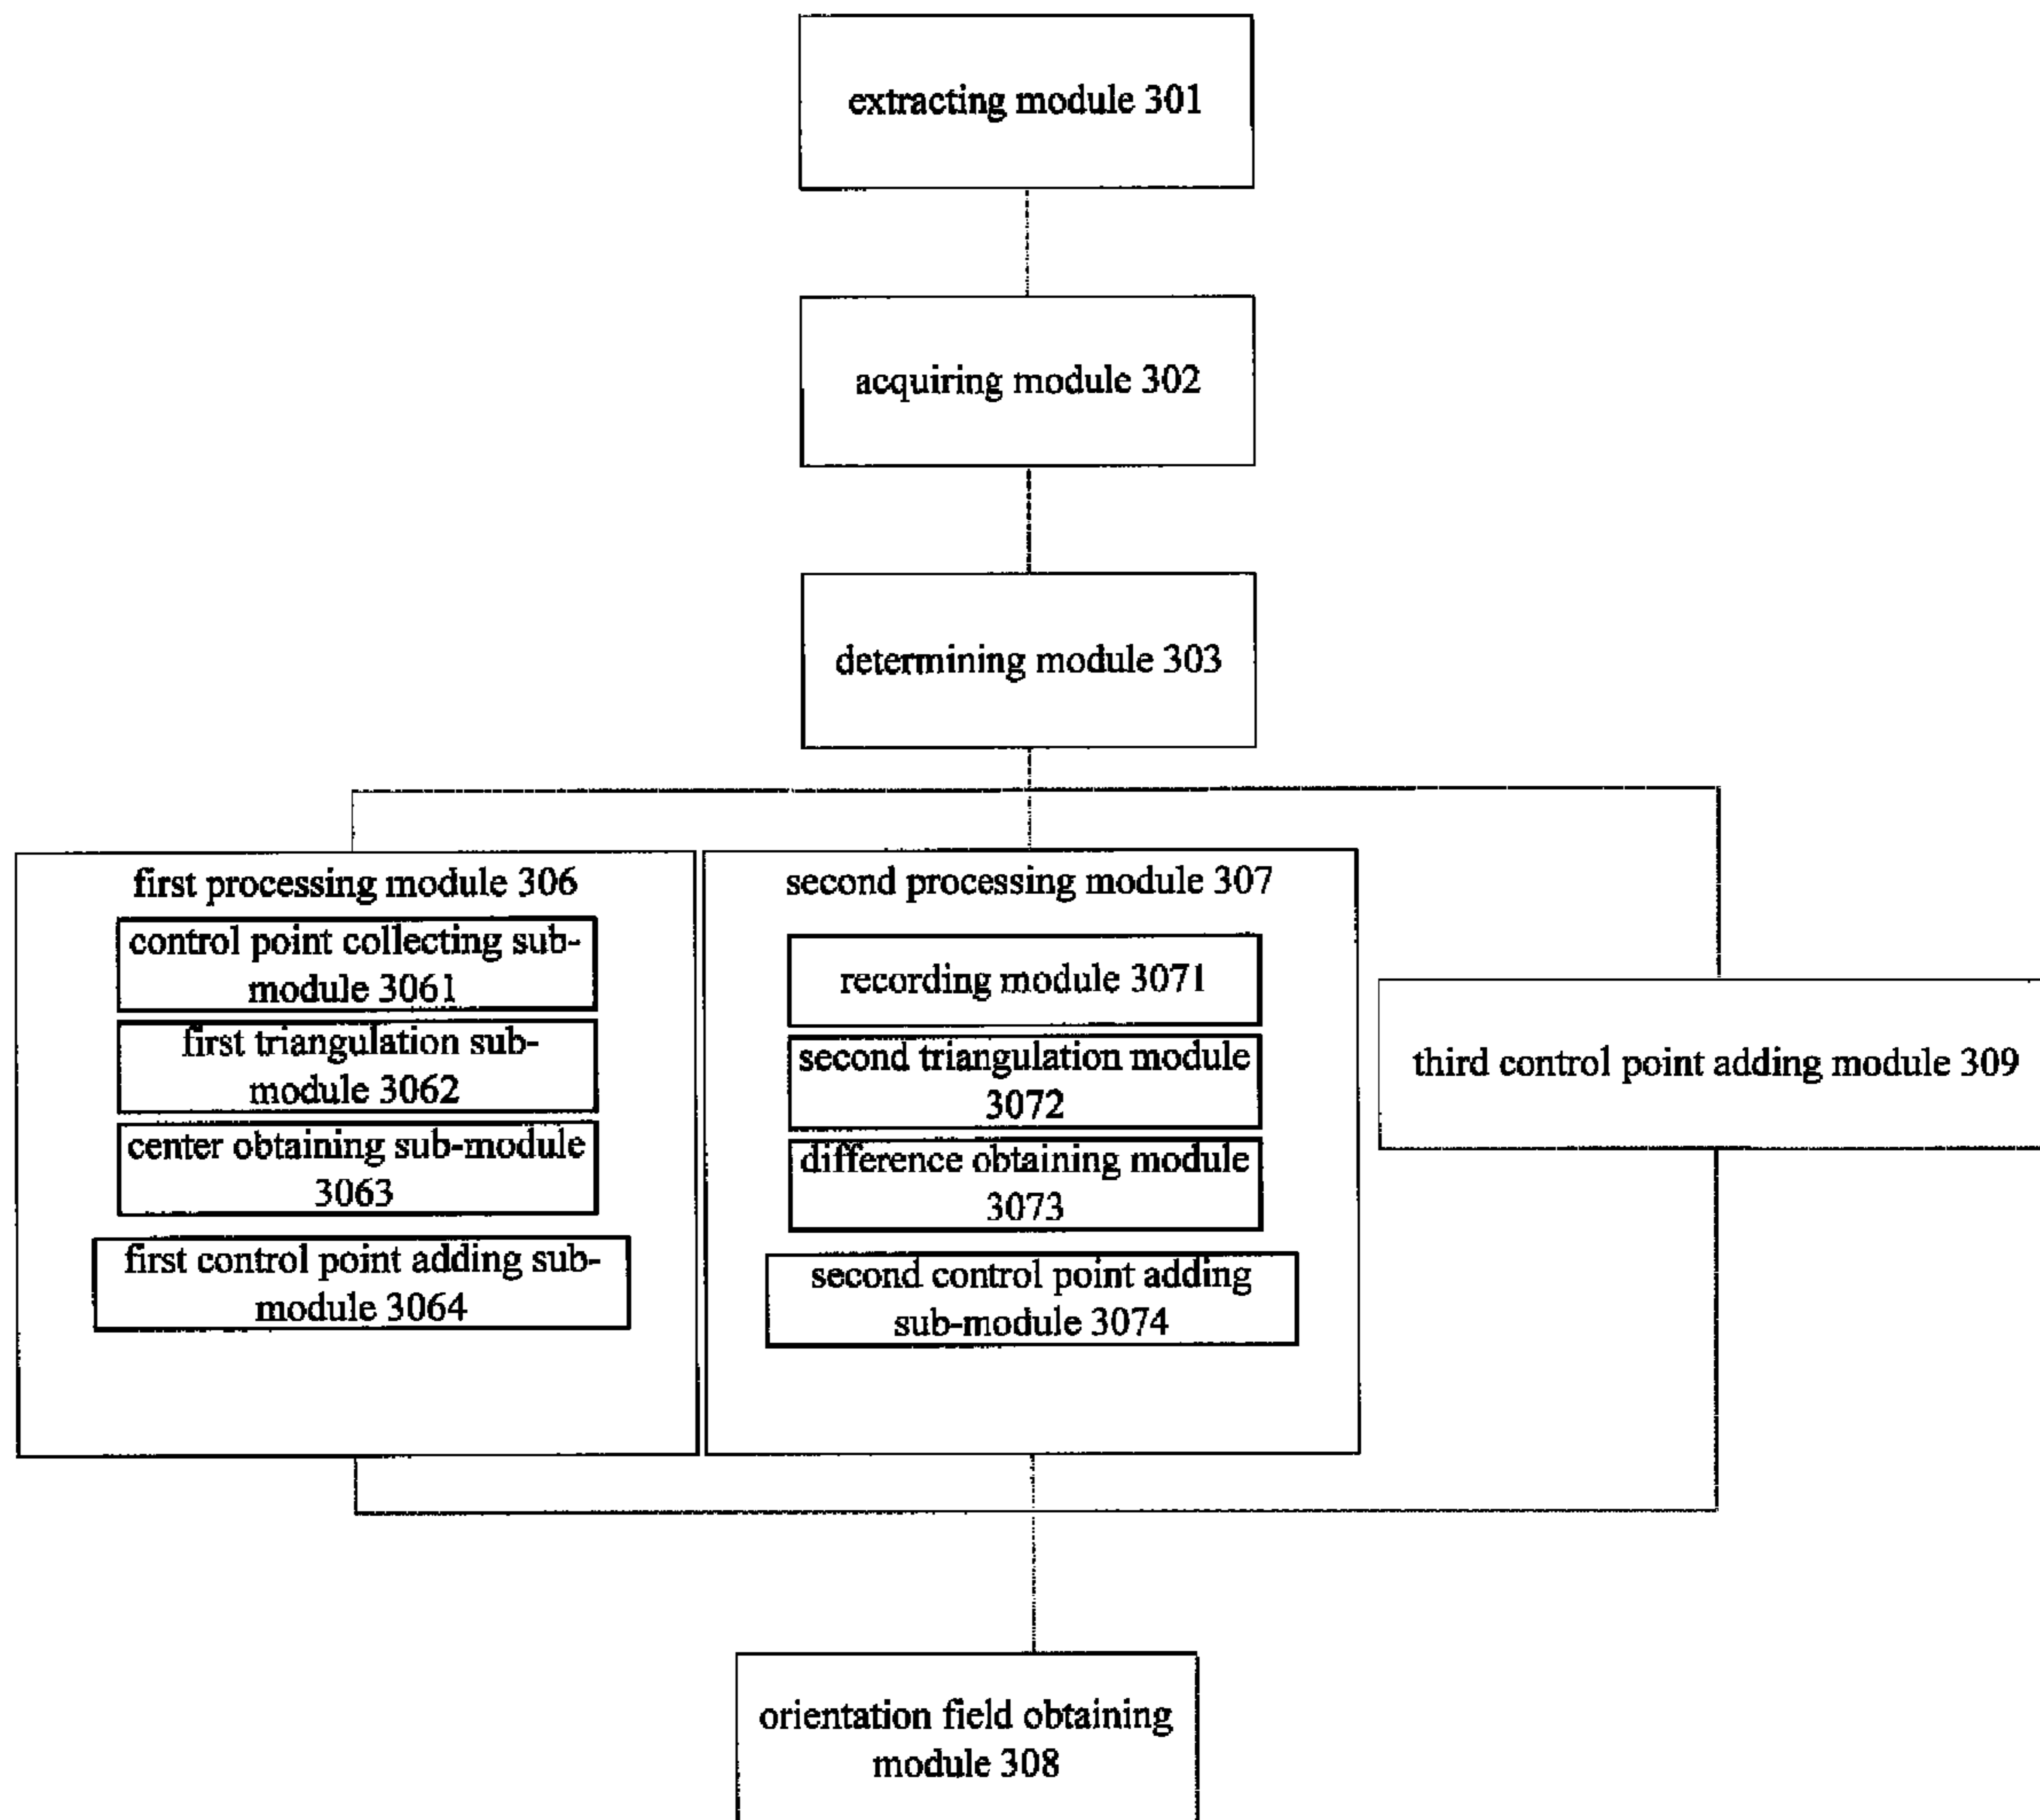 extracting module 301
acquiring module 302
determining module 303
first processing module 306
control point collecting sub-
module 3061
first triangulation sub-
module 3062
center obtaining sub-module
3063
first control point adding sub-
module 3064
second processing module 307
recording module 3071
second triangulation module
3072
difference obtaining module
3073
second control point adding
sub-module 3074
third control point adding module 309
orientation field obtaining
module 308